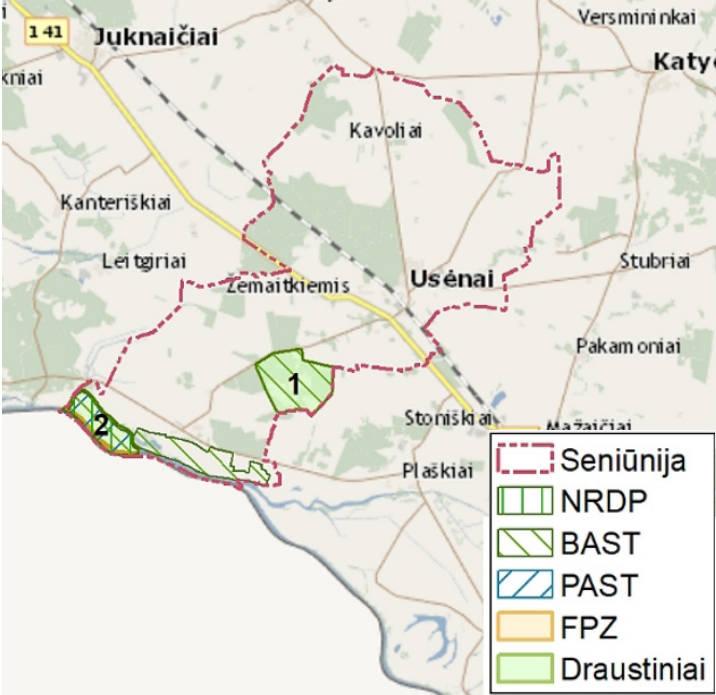 Versmininkai
141
Juknaičiai
Katyč
kniai
Kavoliai
Kanteriškiai
Leitgiriai
Stubriai
Usėnai
Žemaitkiemis
Pakamoniai
1
2
Stoniškiai
Mažaičiai
Plaškiai
Seniūnija
NRDP
BAST
PAST
FPZ
Draustiniai